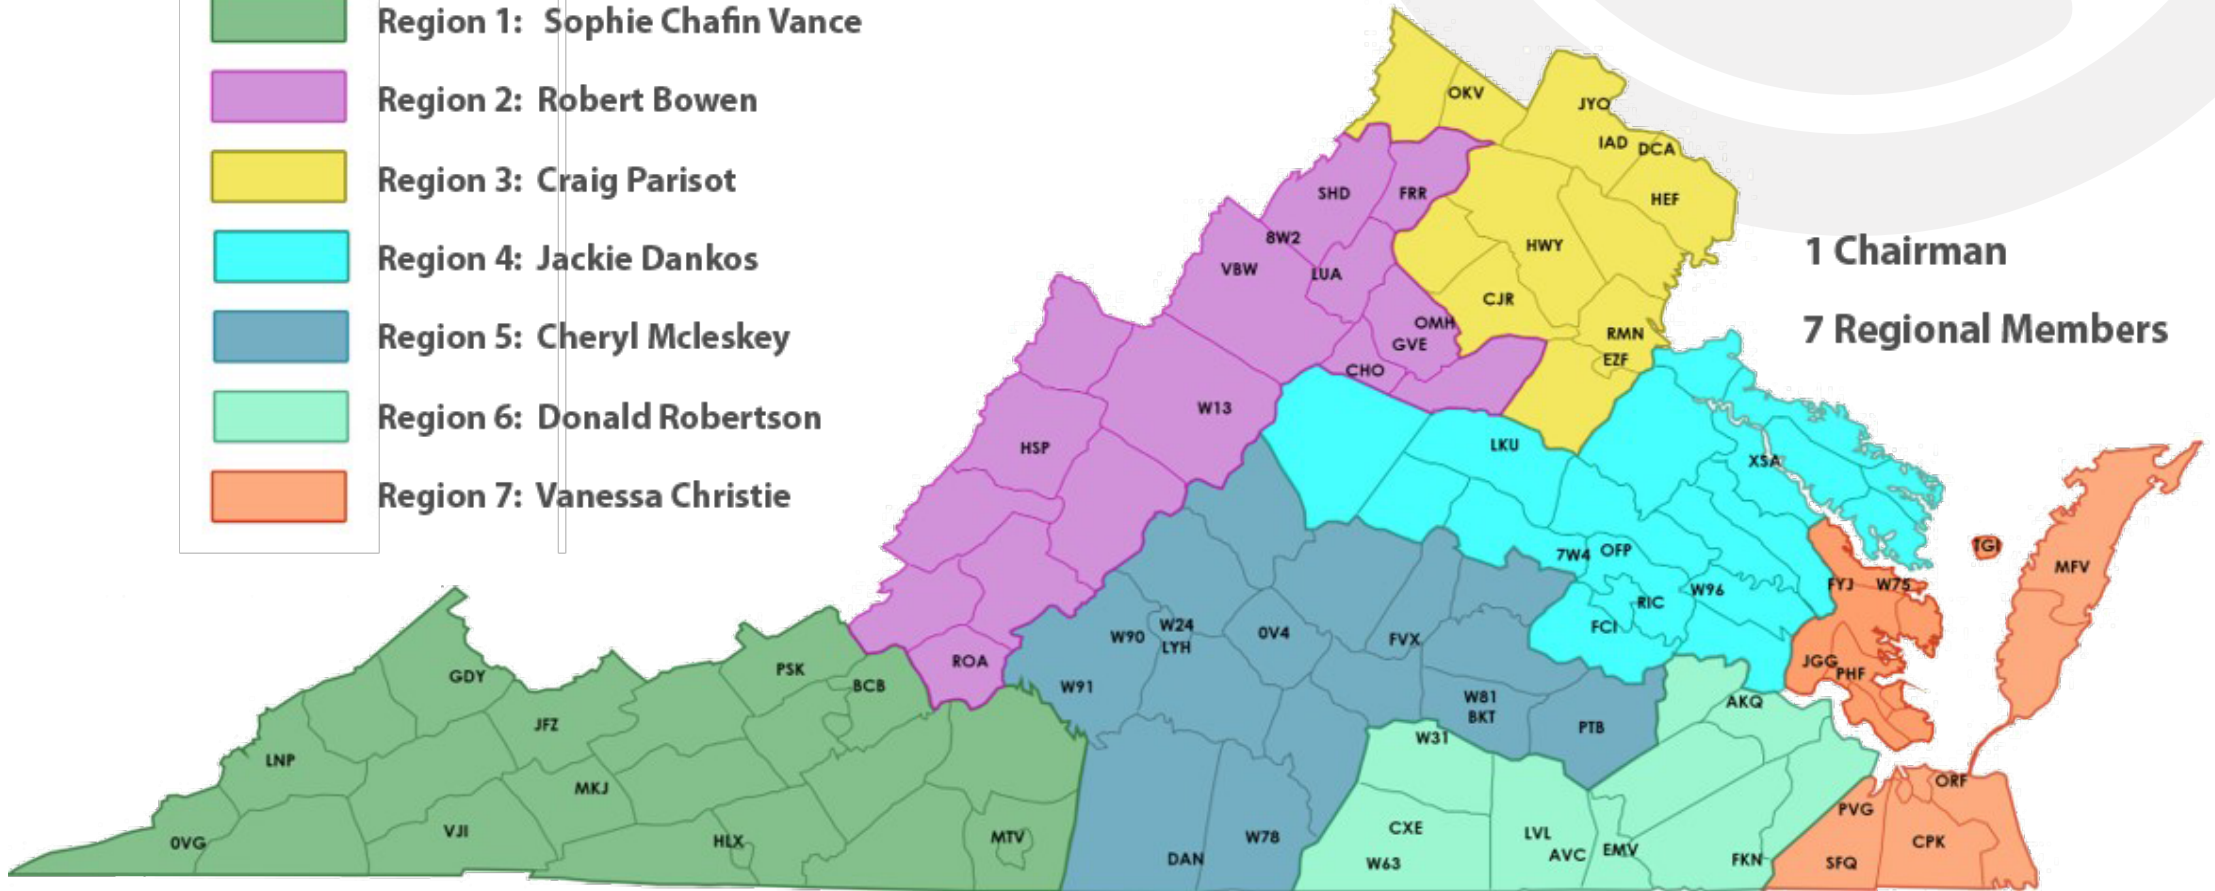 Region 1: Sophie Chafin Vance
Region 2: Robert Bowen
Region 3: Craig Parisot
Region 4: Jackie Dankos
Region 5: Cheryl Mcleskey
Region 6: Donald Robertson
Region 7: Vanessa Christie
1 Chairman
7 Regional Members
OKV
JYO
IAD
DCA
HEF
SHD
FRR
8W2
HWY
VBW
LUA
CJR
OMH
RMN
GVE
EZF
CHO
W13
HSP
LKU
XSA
7W4
OFP
TGI
MFV
FYJ
W75
W96
RIC
FCI
W90
W24
LYH
0V4
FVX
ROA
JGG
PHF
PSK
BCB
W91
GDY
W81
BKT
AKQ
JFZ
PTB
W31
LNP
MKJ
ORF
PVG
0VG
VJI
HLX
MTV
DAN
W78
CXE
W63
LVL
AVC
EMV
FKN
SFQ
CPK